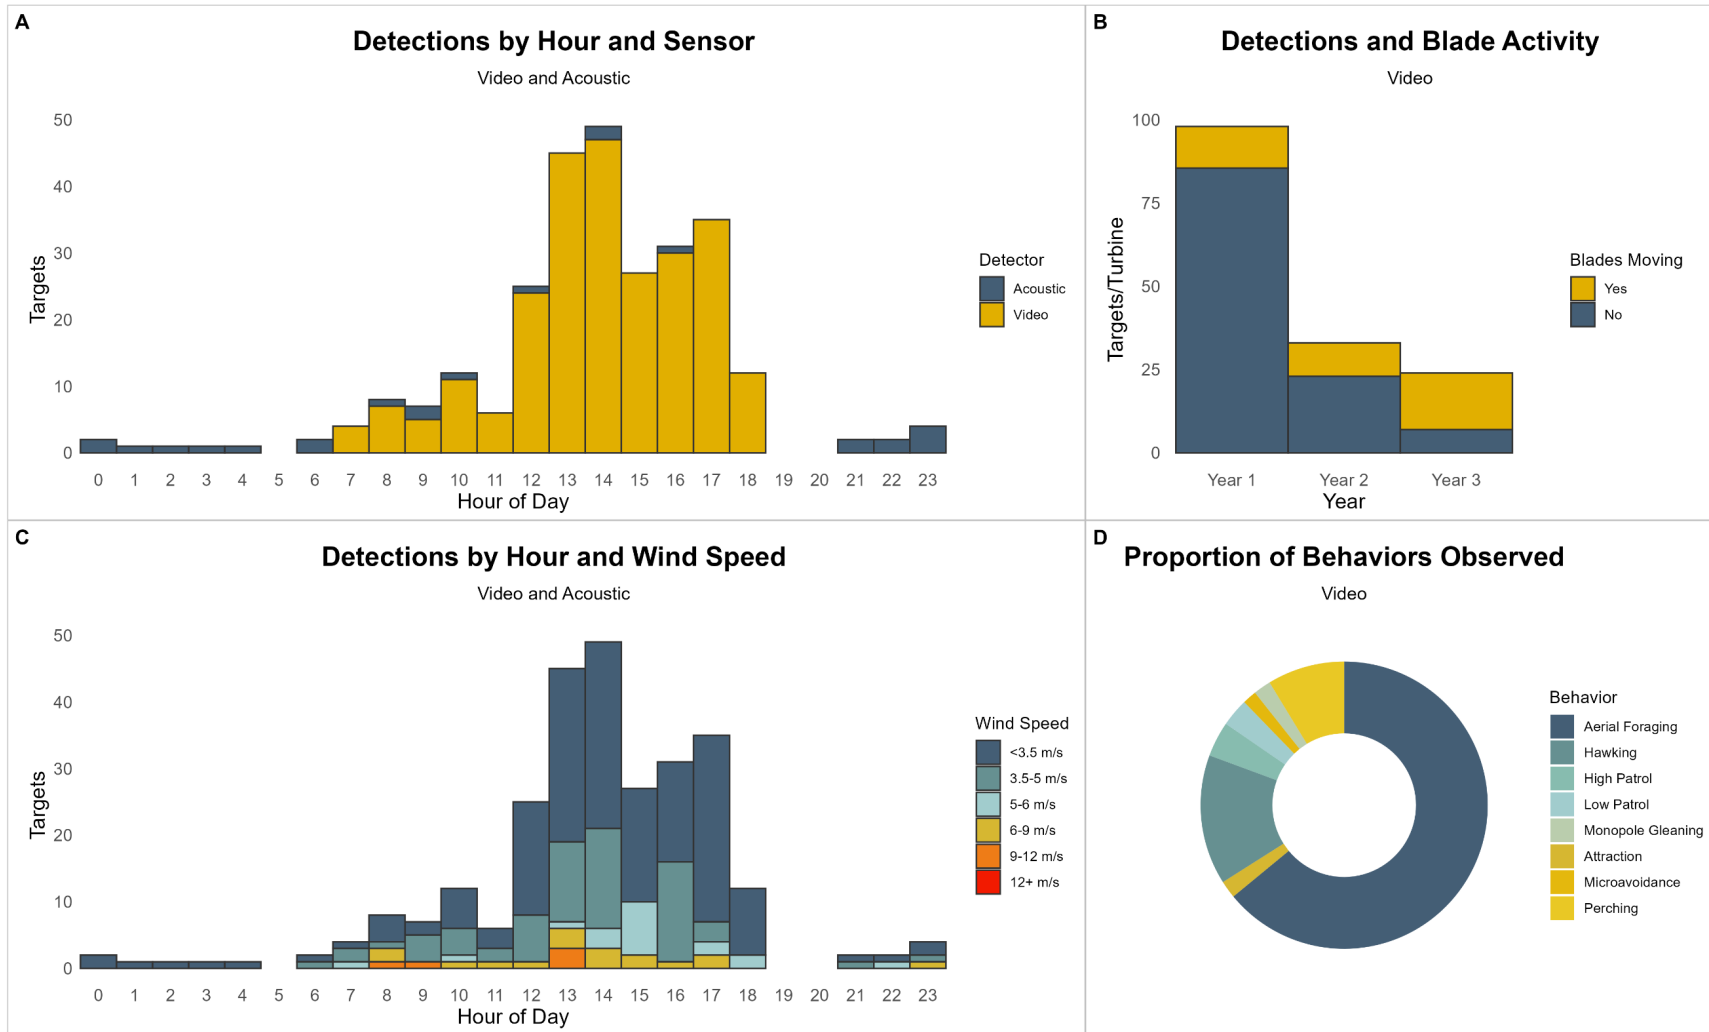 A
Detections by Hour and Sensor
Video and Acoustic
50
40
30
20
10
0
Targets
0 1 2 3 4 5 6 7 8 9 10 11 12 13 14 15 16 17 18 19 20 21 22 23
Hour of Day
Detector
Acoustic
Video
B
Detections and Blade Activity
Video
100
75
50
25
0
Targets/Turbine
Year 1 Year 2 Year 3
Year
Blades Moving
Yes
No
C
Detections by Hour and Wind Speed
Video and Acoustic
50
40
30
20
10
0
Targets
0 1 2 3 4 5 6 7 8 9 10 11 12 13 14 15 16 17 18 19 20 21 22 23
Hour of Day
Wind Speed
<3.5 m/s
3.5-5 m/s
5-6 m/s
6-9 m/s
9-12 m/s
12+ m/s
D
Proportion of Behaviors Observed
Video
Behavior
Aerial Foraging
Hawking
High Patrol
Low Patrol
Monopole Gleaning
Attraction
Microavoidance
Perching